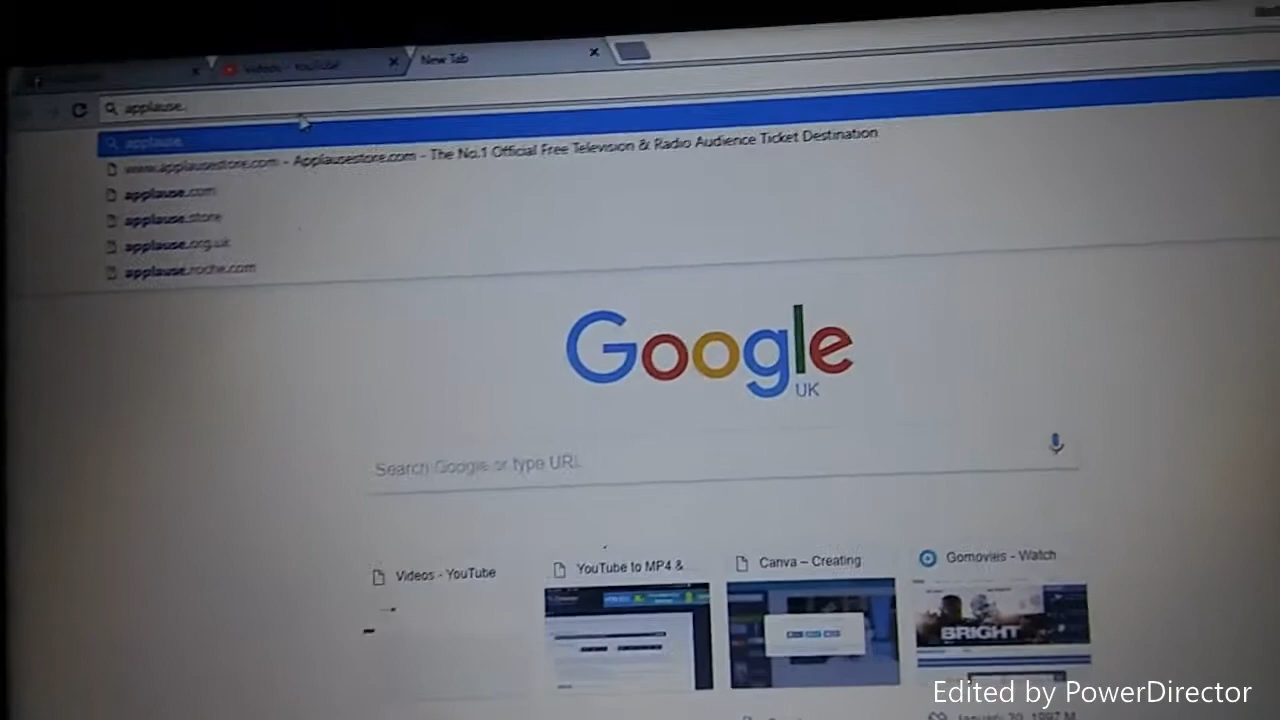 Videos - YouTube
New Tab
applause.
applause.
www.applausestore.com - Applausestore.com - The No.1 Official Free Television & Radio Audience Ticket Destination
applause.com
applause.store
applause.org.uk
applause.roche.com
Google
UK
Search Google or type URL
Videos - YouTube
YouTube to MP4 &
Canva – Creating
Gomovies - Watch
BRIGHT
Edited by PowerDirector